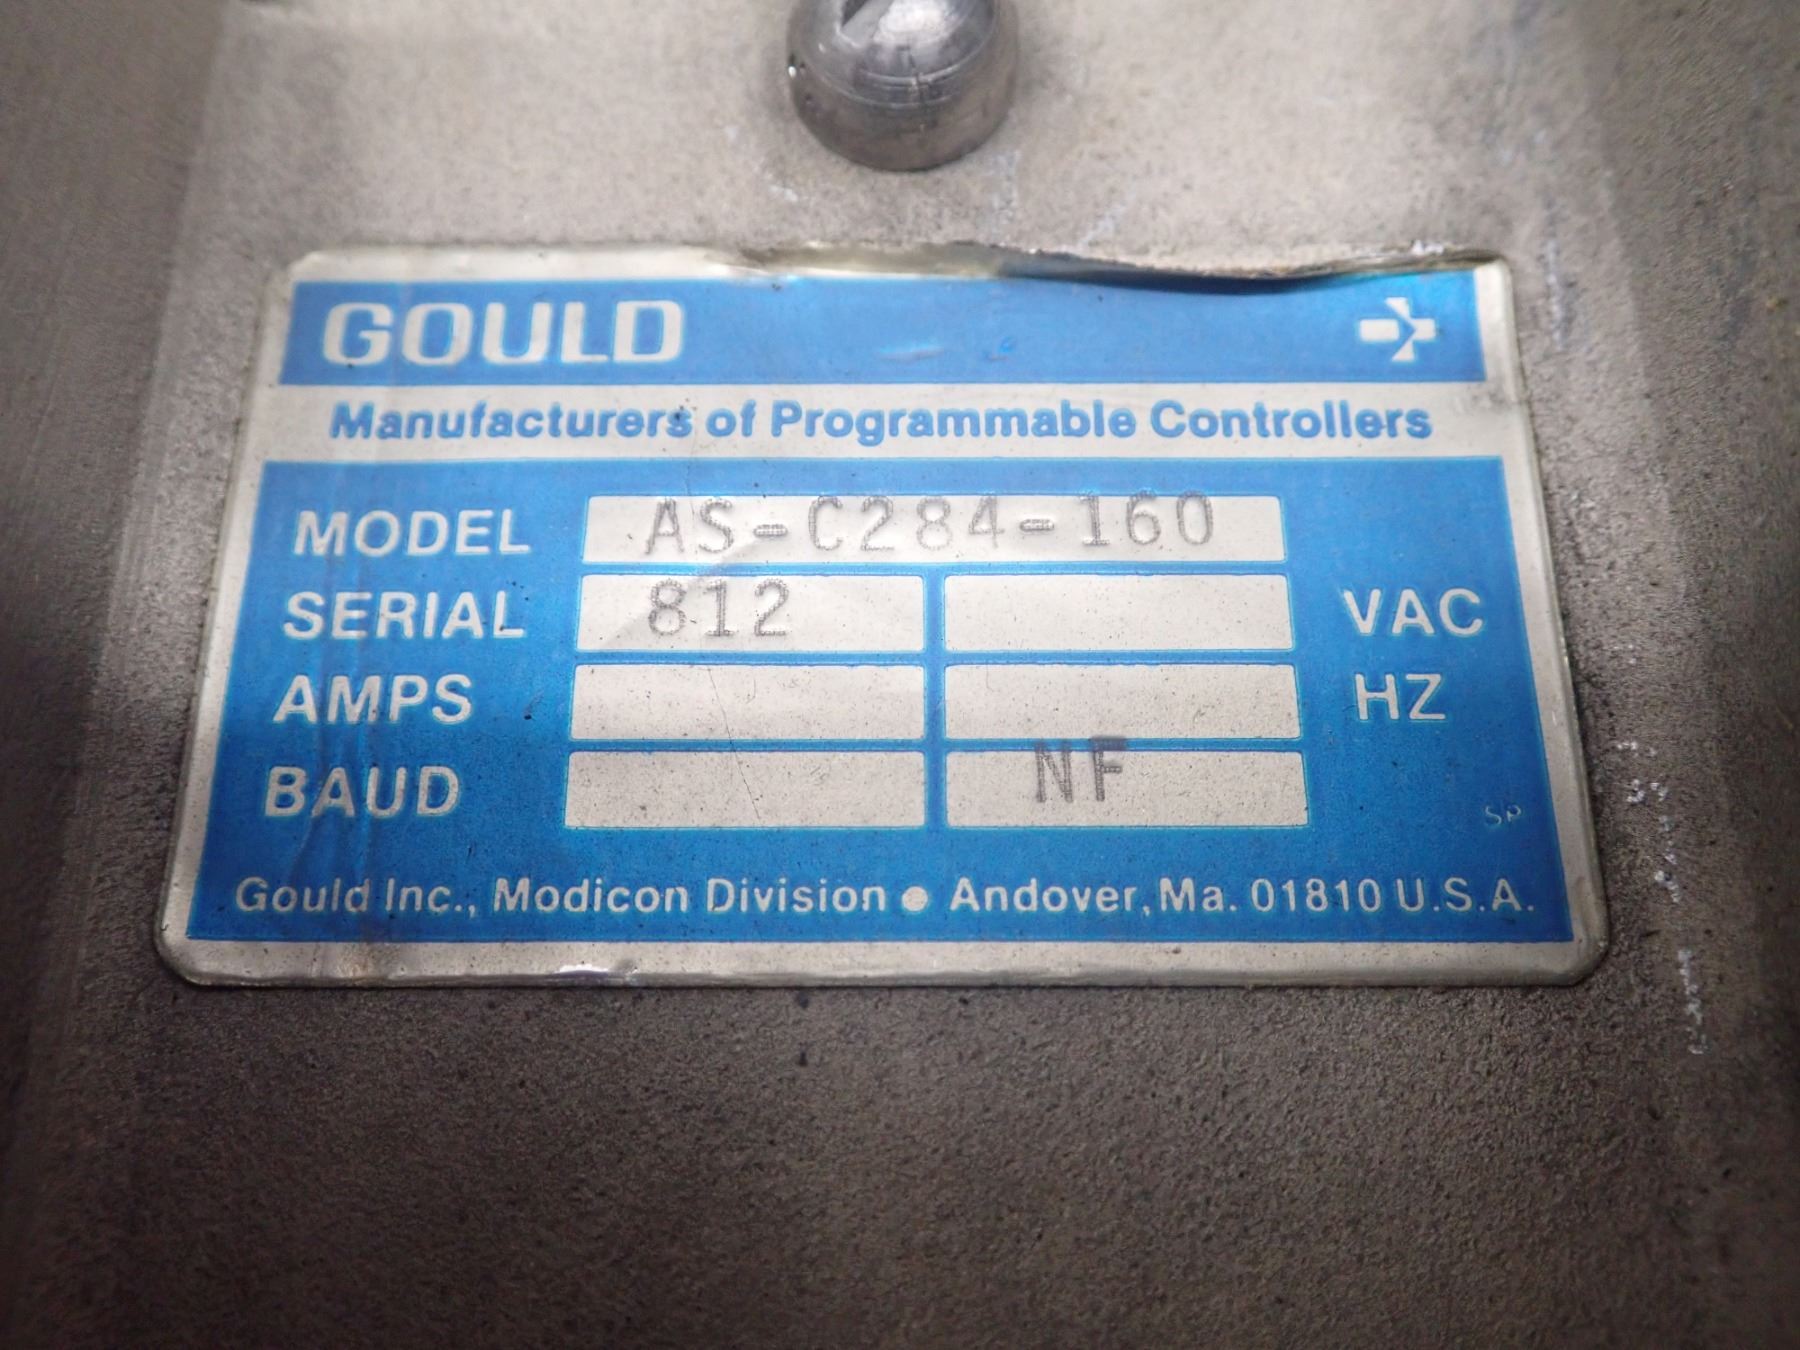 GOULD
Manufacturers of Programmable Controllers
MODEL AS-C284-160
SERIAL 812 VAC
AMPS HZ
BAUD NF
SP
Gould Inc., Modicon Division ● Andover, Ma. 01810 U.S.A.